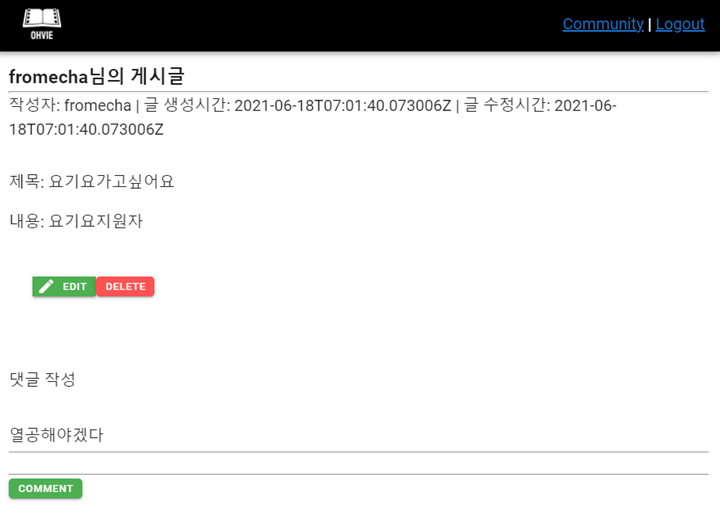 OHVIE
Community | Logout
fromecha님의 게시글
작성자: fromecha | 글 생성시간: 2021-06-18T07:01:40.073006Z | 글 수정시간: 2021-06-
18T07:01:40.073006Z
제목: 요기요가고싶어요
내용: 요기요지원자
EDIT DELETE
댓글 작성
열공해야겠다
COMMENT